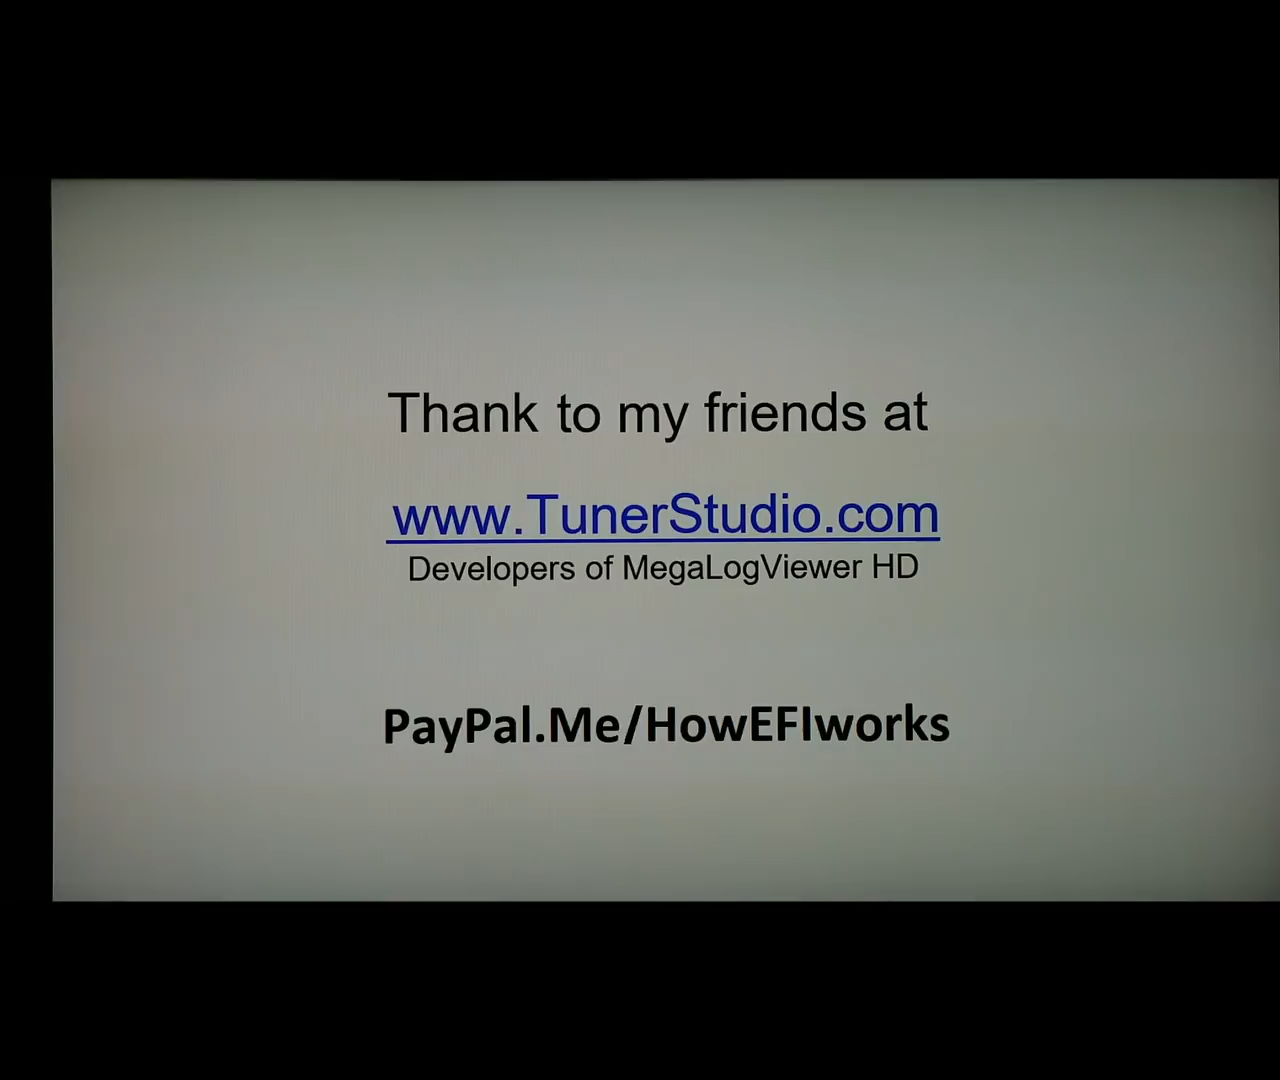 Thank to my friends at
www.TunerStudio.com
Developers of MegaLogViewer HD
PayPal.Me/HowEFIworks